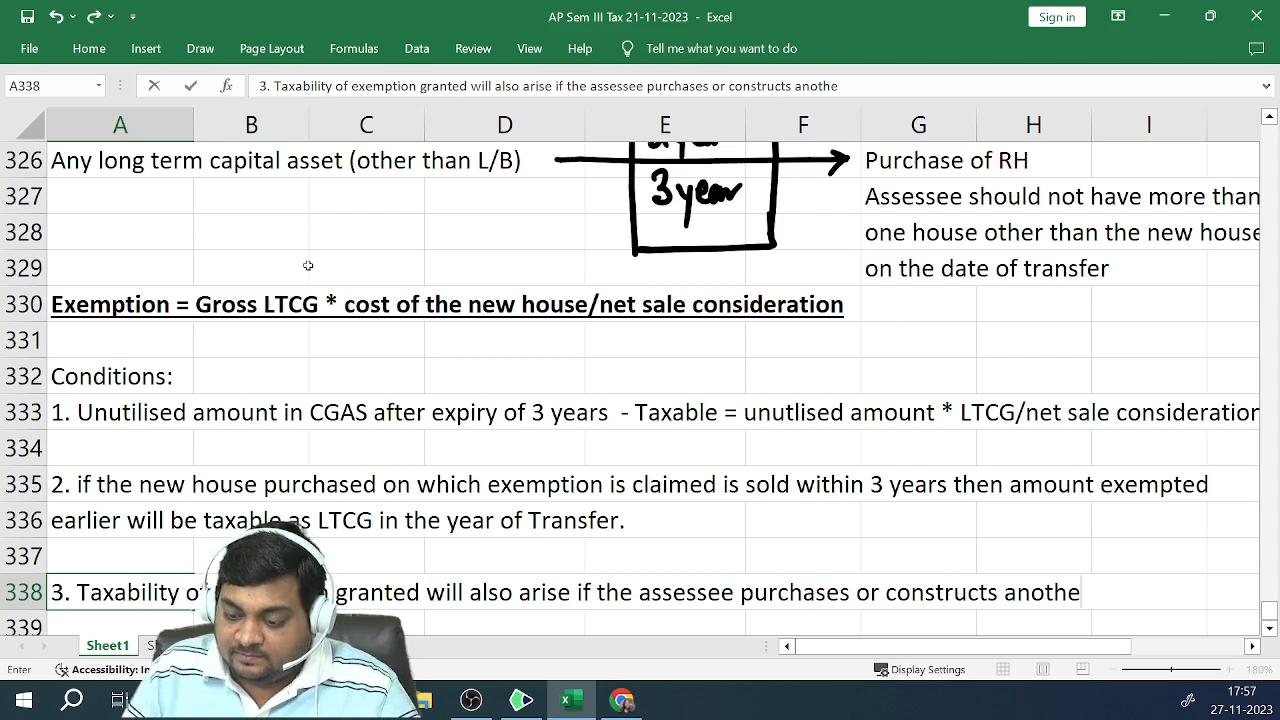 AP Sem III Tax 21-11-2023 - Excel
Sign in
File Home Insert Draw Page Layout Formulas Data Review View Help Tell me what you want to do
A338 fx 3. Taxability of exemption granted will also arise if the assessee purchases or constructs anothe
A B C D E F G H I
326 Any long term capital asset (other than L/B) Purchase of RH
327 3 year Assessee should not have more than
328 one house other than the new house
329 on the date of transfer
330 Exemption = Gross LTCG * cost of the new house/net sale consideration
331
332 Conditions:
333 1. Unutilised amount in CGAS after expiry of 3 years - Taxable = unutlised amount * LTCG/net sale consideration
334
335 2. if the new house purchased on which exemption is claimed is sold within 3 years then amount exempted
336 earlier will be taxable as LTCG in the year of Transfer.
337
338 3. Taxability granted will also arise if the assessee purchases or constructs anothe
339
Sheet1
Enter Accessibility: Display Settings 180%
17:57
27-11-2023